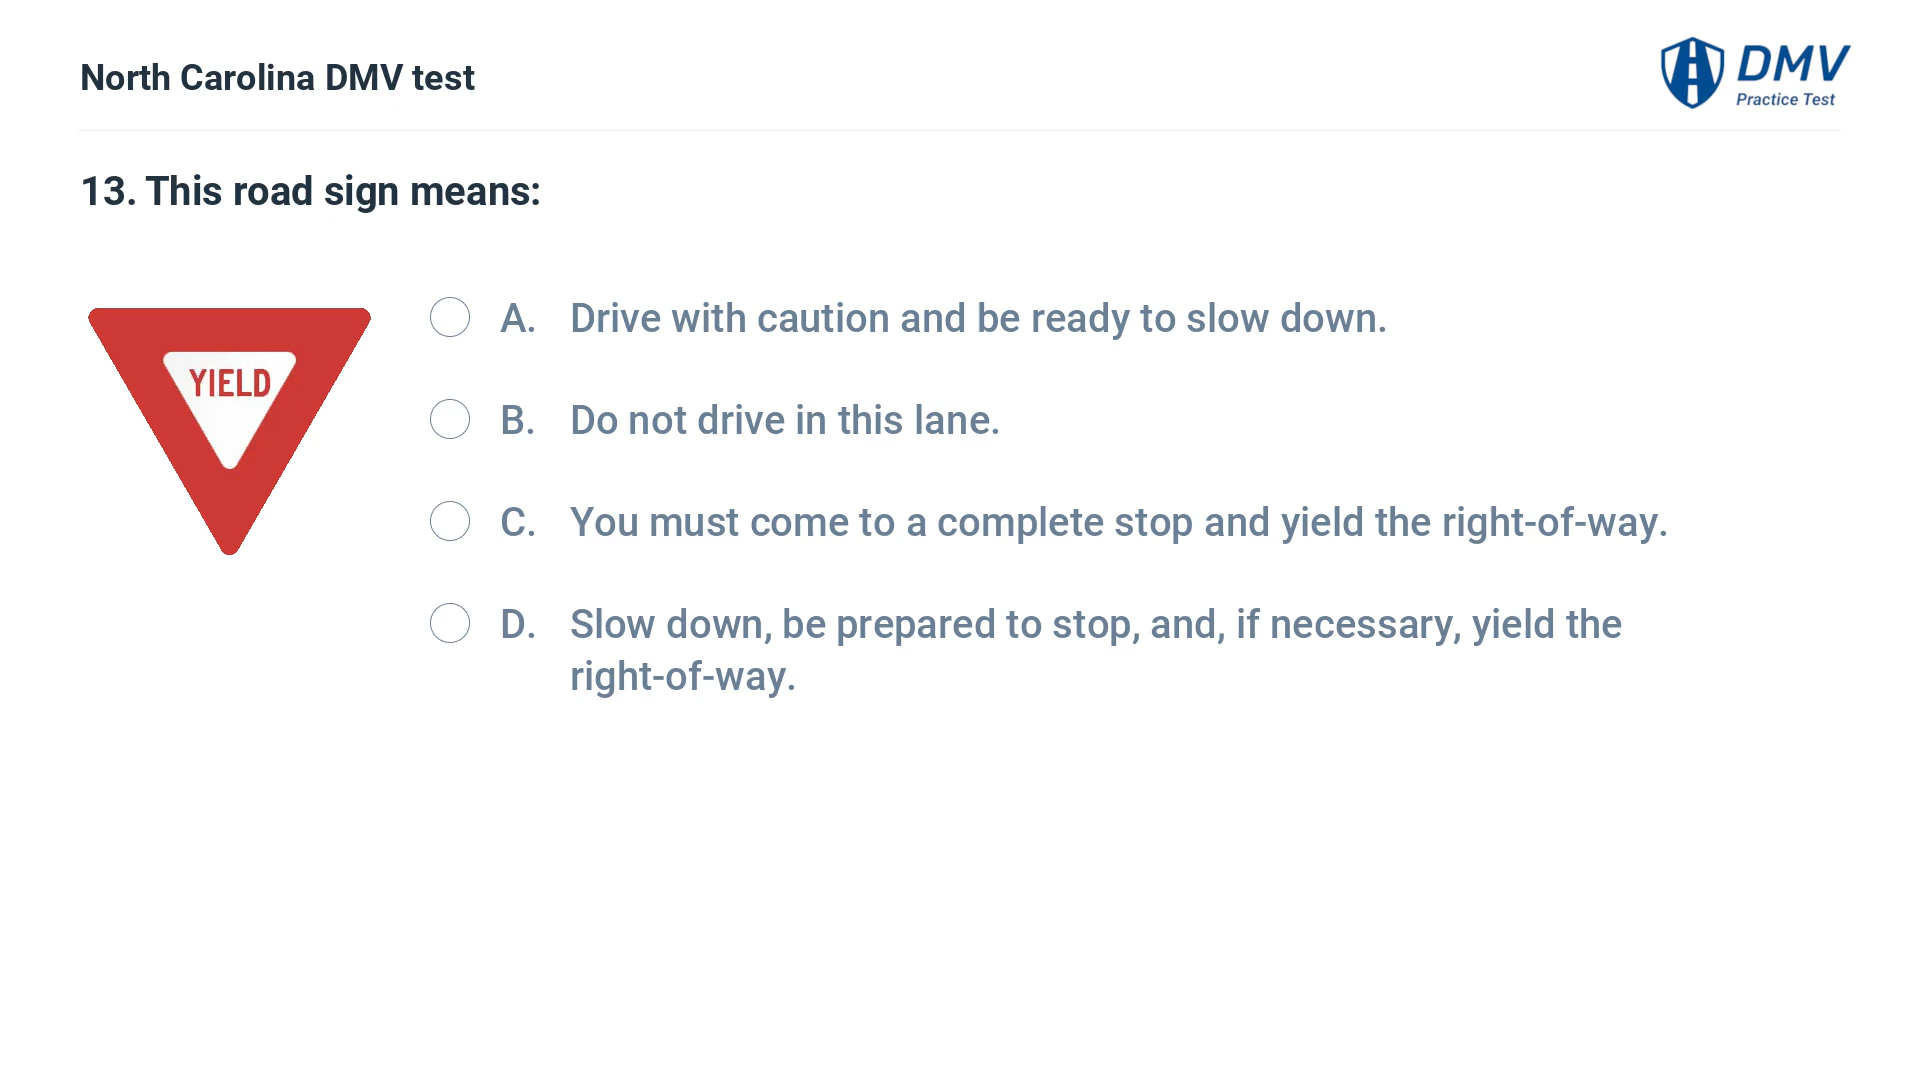 North Carolina DMV test
DMV
Practice Test
13. This road sign means:
YIELD
A. Drive with caution and be ready to slow down.
B. Do not drive in this lane.
C. You must come to a complete stop and yield the right-of-way.
D. Slow down, be prepared to stop, and, if necessary, yield the
right-of-way.